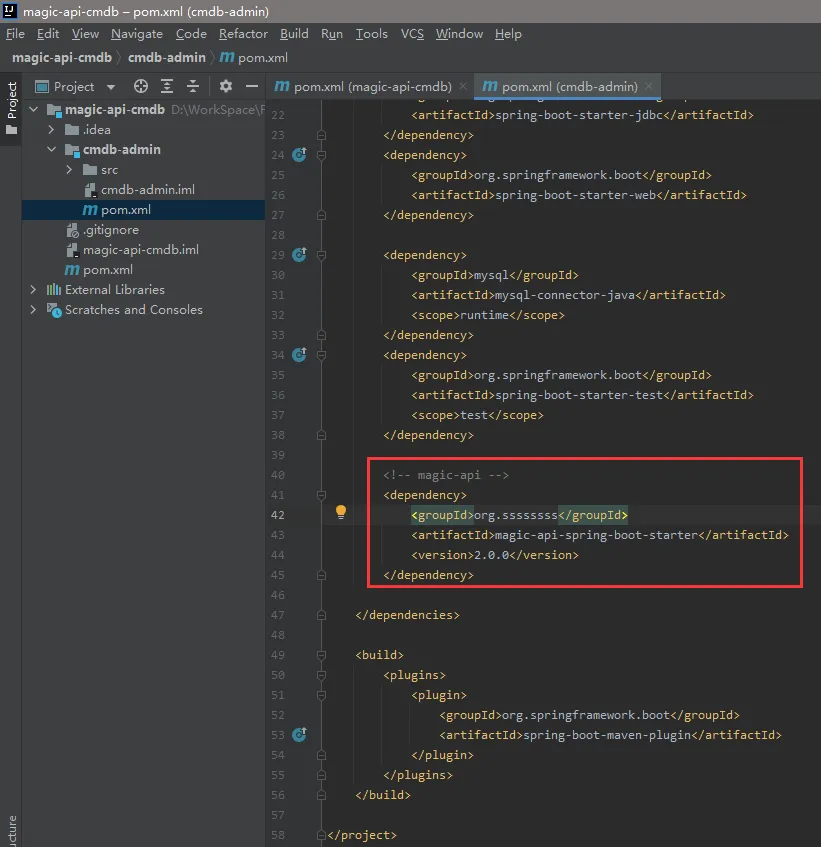 magic-api-cmdb – pom.xml (cmdb-admin)
File Edit View Navigate Code Refactor Build Run Tools VCS Window Help
magic-api-cmdb cmdb-admin pom.xml
Project
Project
pom.xml (magic-api-cmdb)
pom.xml (cmdb-admin)
magic-api-cmdb D:\WorkSpace\
.idea
cmdb-admin
src
cmdb-admin.iml
pom.xml
.gitignore
magic-api-cmdb.iml
pom.xml
External Libraries
Scratches and Consoles
22 <artifactId>spring-boot-starter-jdbc</artifactId>
23 </dependency>
24 <dependency>
25 <groupId>org.springframework.boot</groupId>
26 <artifactId>spring-boot-starter-web</artifactId>
27 </dependency>
28
29 <dependency>
30 <groupId>mysql</groupId>
31 <artifactId>mysql-connector-java</artifactId>
32 <scope>runtime</scope>
33 </dependency>
34 <dependency>
35 <groupId>org.springframework.boot</groupId>
36 <artifactId>spring-boot-starter-test</artifactId>
37 <scope>test</scope>
38 </dependency>
39
40 <!-- magic-api -->
41 <dependency>
42 <groupId>org.ssssssss</groupId>
43 <artifactId>magic-api-spring-boot-starter</artifactId>
44 <version>2.0.0</version>
45 </dependency>
46
47 </dependencies>
48
49 <build>
50 <plugins>
51 <plugin>
52 <groupId>org.springframework.boot</groupId>
53 <artifactId>spring-boot-maven-plugin</artifactId>
54 </plugin>
55 </plugins>
56 </build>
57
58 </project>
ucture